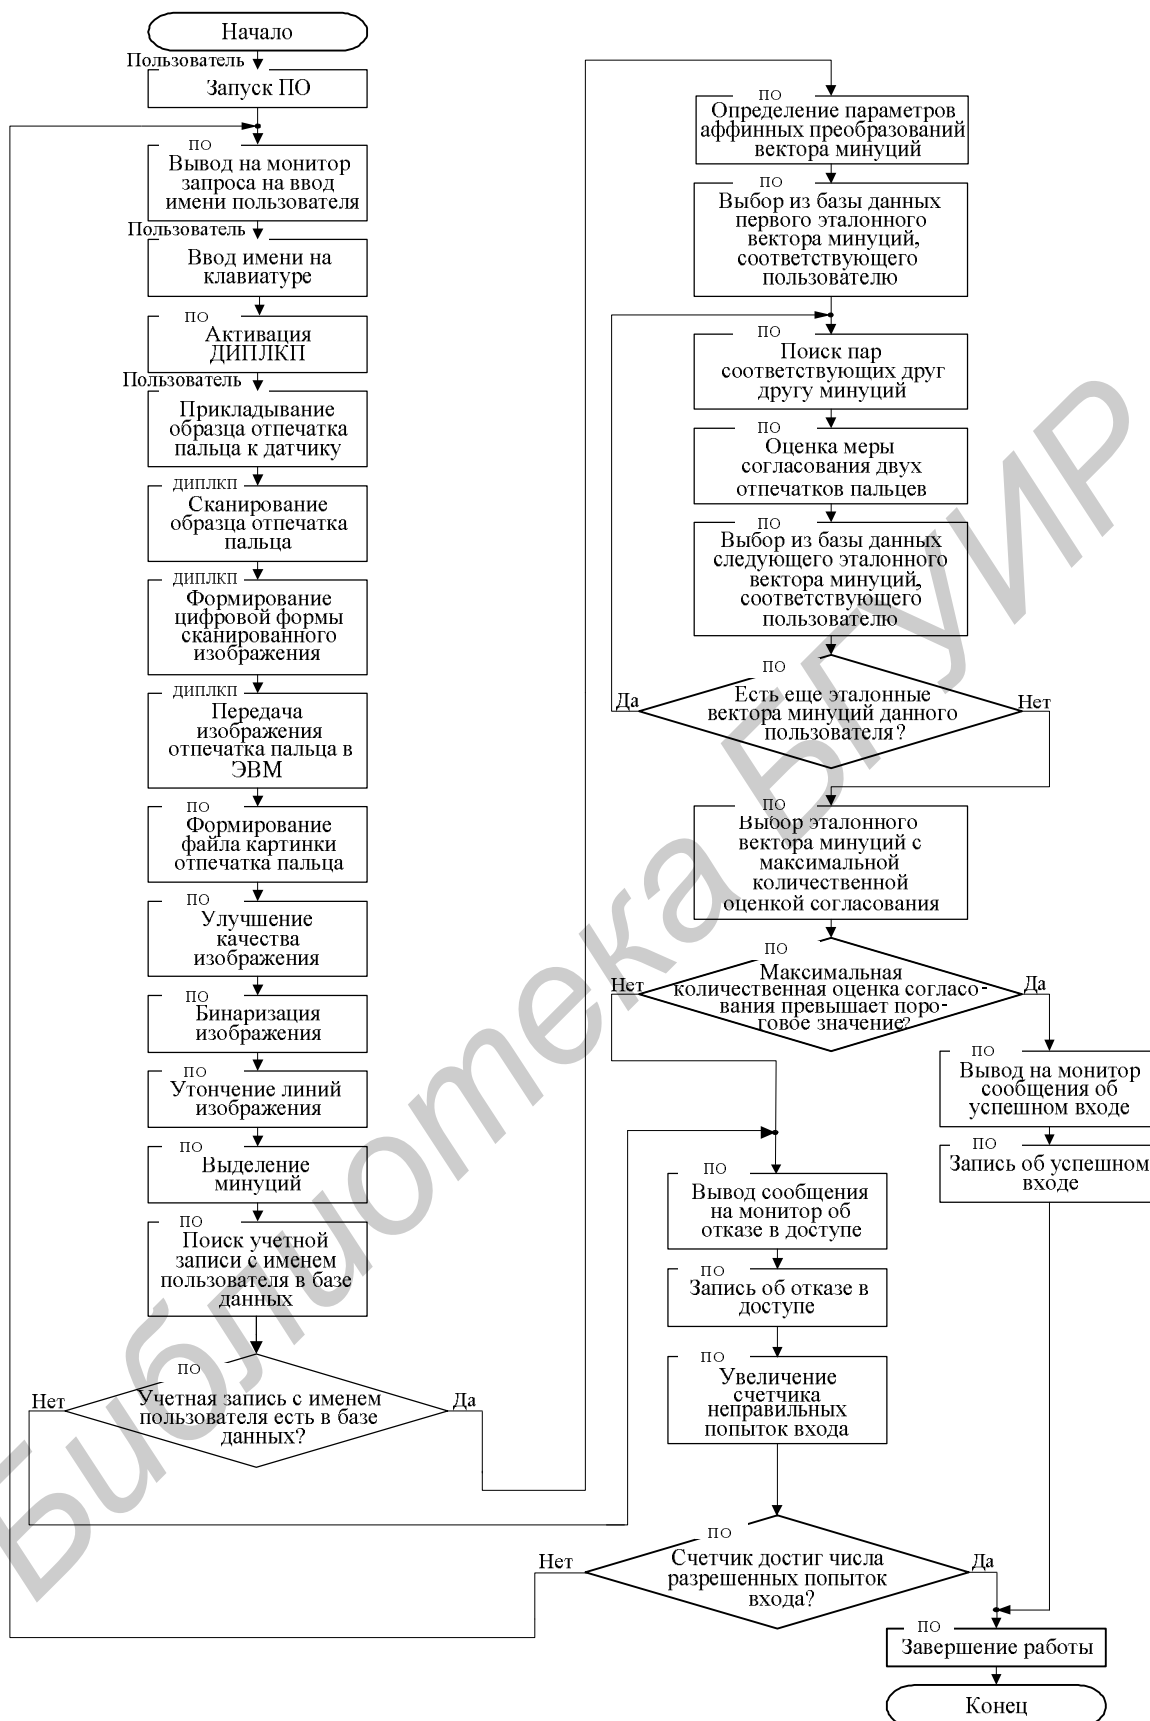 Начало
Пользователь
Запуск ПО
ПО
Вывод на монитор
запроса на ввод
имени пользователя
Пользователь
Ввод имени на
клавиатуре
ПО
Активация
ДИПЛКП
Пользователь
Прикладывание
образца отпечатка
пальца к датчику
ДИПЛКП
Сканирование
образца отпечатка
пальца
ДИПЛКП
Формирование
цифровой формы
сканированного
изображения
ДИПЛКП
Передача
изображения
отпечатка пальца в
ЭВМ
ПО
Формирование
файла картинки
отпечатка пальца
ПО
Улучшение
качества
изображения
ПО
Бинаризация
изображения
ПО
Утончение линий
изображения
ПО
Выделение
минуций
ПО
Поиск учетной
записи с именем
пользователя в базе
данных
ПО
Нет
Учетная запись с именем
пользователя есть в базе
данных?
Да
ПО
Определение параметров
аффинных преобразований
вектора минуций
ПО
Выбор из базы данных
первого эталонного
вектора минуций,
соответствующего
пользователю
ПО
Поиск пар
соответствующих друг
другу минуций
ПО
Оценка меры
согласования двух
отпечатков пальцев
ПО
Выбор из базы данных
следующего эталонного
вектора минуций,
соответствующего
пользователю
ПО
Да
Есть еще эталонные
вектора минуций данного
пользователя?
Нет
ПО
Выбор эталонного
вектора минуций с
максимальной
количественной
оценкой согласования
ПО
Нет
Максимальная
количественная оценка согласо-
вания превышает поро-
говое значение?
Да
ПО
Вывод на монитор
сообщения об
успешном входе
ПО
Запись об успешном
входе
ПО
Вывод сообщения
на монитор об
отказе в доступе
ПО
Запись об отказе в
доступе
ПО
Увеличение
счетчика
неправильных
попыток входа
ПО
Нет
Счетчик достиг числа
разрешенных попыток
входа?
Да
ПО
Завершение работы
Конец
Библиотека БГУИР